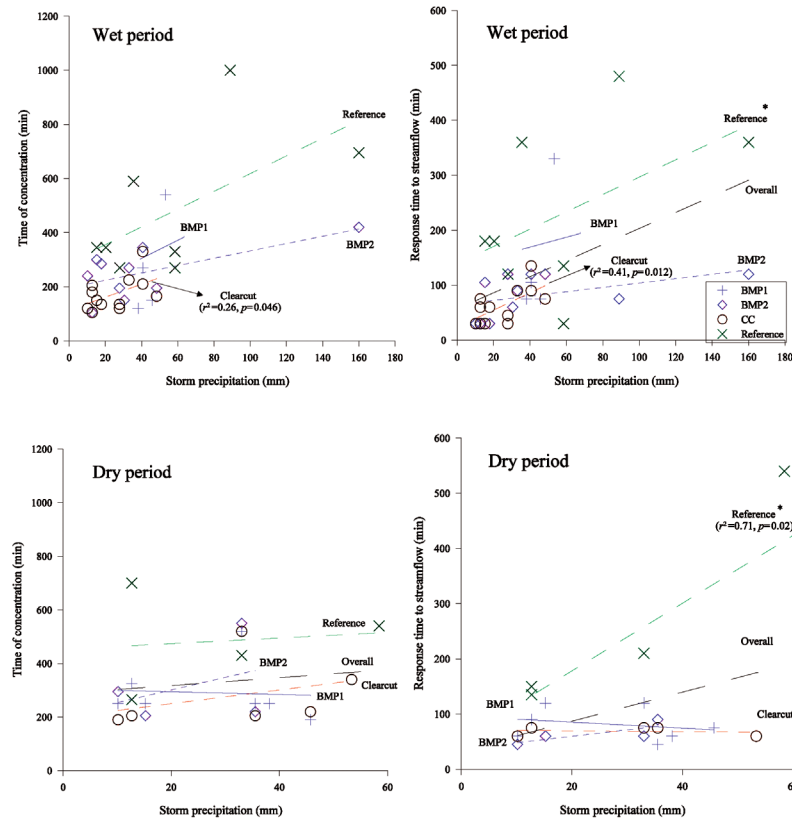 Wet period
1200
1000
800
600
400
200
0
Time of concentration (min)
Reference
BMP1
BMP2
Clearcut
(r²=0.26, p=0.046)
0 20 40 60 80 100 120 140 160 180
Storm precipitation (mm)
Wet period
600
500
400
300
200
100
0
Response time to streamflow (min)
Reference*
Overall
BMP1
Clearcut
(r²=0.41, p=0.012)
BMP2
BMP1
BMP2
CC
Reference
0 20 40 60 80 100 120 140 160 180
Storm precipitation (mm)
Dry period
1200
1000
800
600
400
200
0
Time of concentration (min)
Reference
BMP2
Overall
BMP1
Clearcut
0 20 40 60
Storm precipitation (mm)
Dry period
600
500
400
300
200
100
0
Response time to streamflow (min)
Reference*
(r²=0.71, p=0.02)
Overall
BMP1
Clearcut
BMP2
0 20 40
Storm precipitation (mm)